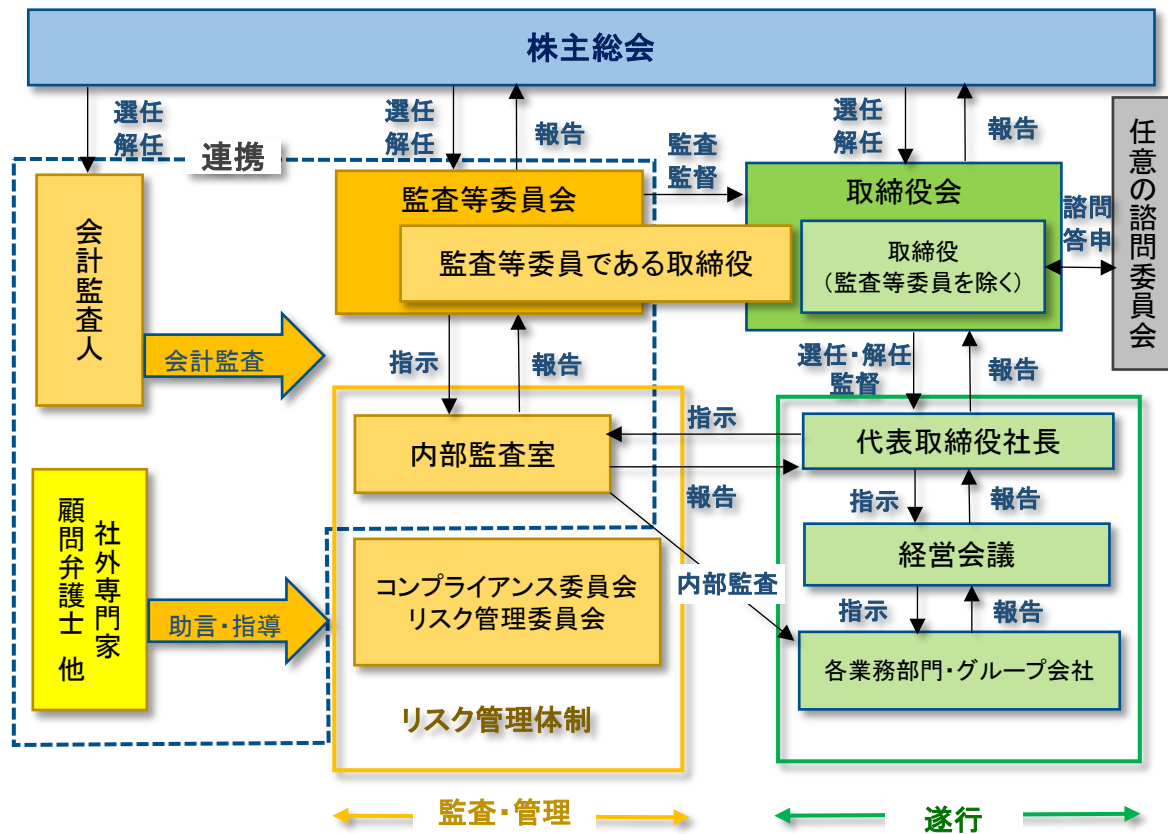 株主総会
選任
解任
選任
解任
報告
選任
解任
報告
連携
監査
監督
任意の諮問委員会
会計監査人
監査等委員会
監査等委員である取締役
取締役会
取締役
（監査等委員を除く）
諮問
答申
会計監査
指示
報告
選任・解任
監督
報告
内部監査室
指示
報告
代表取締役社長
指示
報告
経営会議
社外専門家
顧問弁護士 他
助言・指導
コンプライアンス委員会
リスク管理委員会
内部監査
指示
報告
各業務部門・グループ会社
リスク管理体制
監査・管理
遂行